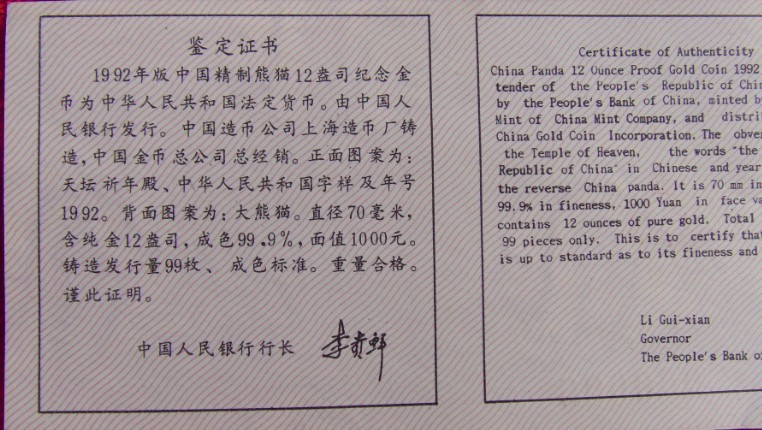 鉴定证书
1992年版中国精制熊猫12盎司纪念金
币为中华人民共和国法定货币。由中国人
民银行发行。中国造币公司上海造币厂铸
造,中国金币总公司总经销。正面图案为:
天坛祈年殿、中华人民共和国字样及年号
1992。背面图案为:大熊猫。直径70毫米,
含纯金12盎司,成色99.9%,面值1000元。
铸造发行量99枚、成色标准。重量合格。
谨此证明。
中国人民银行行长 李贵鲜
Certificate of Authenticity
China Panda 12 Ounce Proof Gold Coin 1992
tender of the People's Republic of Chin
by the People's Bank of China, minted b
Mint of China Mint Company, and distri
China Gold Coin Incorporation. The obve
the Temple of Heaven, the words "the
Republic of China" in Chinese and year
the reverse China panda. It is 70 mm in
99.9% in fineness, 1000 Yuan in face va
contains 12 ounces of pure gold. Total
99 pieces only. This is to certify that
is up to standard as to its fineness and
Li Gui-xian
Governor
The People's Bank o